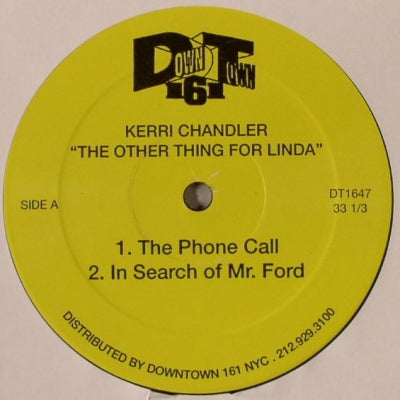 DOWN TOWN
161
KERRI CHANDLER
"THE OTHER THING FOR LINDA"
SIDE A
DT1647
33 1/3
1. The Phone Call
2. In Search of Mr. Ford
DISTRIBUTED BY DOWNTOWN 161 NYC . 212.929.3100